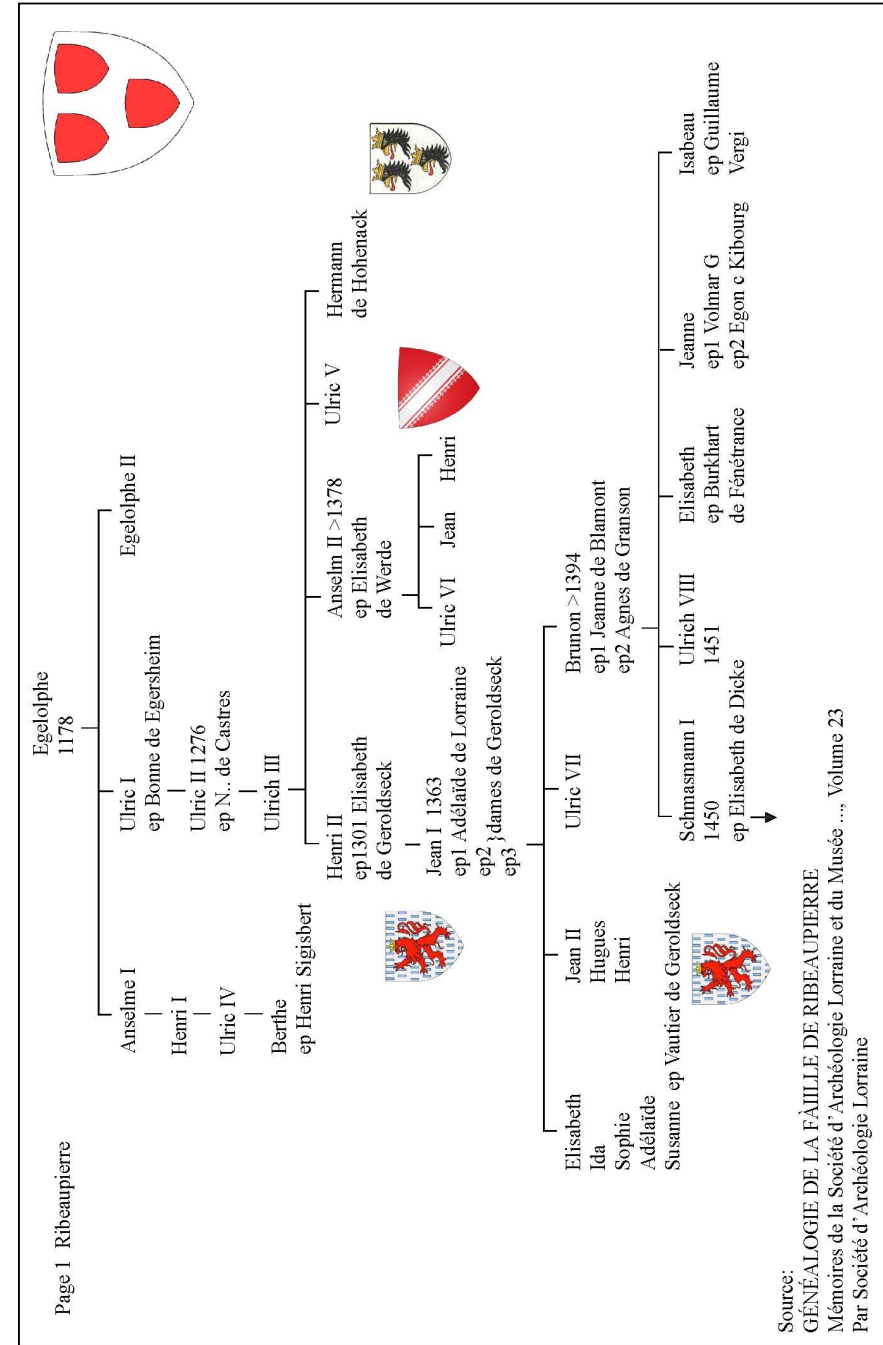 Page 1 Ribeaupierre
Egelolphe
1178
Anselme I
Ulric I
ep Bonne de Egersheim
Egelolphe II
Henri I
Ulric IV
Berthe
ep Henri Sigisbert
Ulric II 1276
ep N.. de Castres
Ulrich III
Henri II
ep1301 Elisabeth
de Geroldseck
Anselm II >1378
ep Elisabeth
de Werde
Ulric V
Hermann
de Hohenack
Ulric VI
Jean
Henri
Jean I 1363
ep1 Adélaïde de Lorraine
ep2 }dames de Geroldseck
ep3
Elisabeth
Ida
Sophie
Adélaïde
Susanne ep Vautier de Geroldseck
Jean II
Hugues
Henri
Ulric VII
Brunon >1394
ep1 Jeanne de Blamont
ep2 Agnes de Granson
Schmasmann I
1450
ep Elisabeth de Dicke
Ulrich VIII
1451
Elisabeth
ep Burkhart
de Fénétrance
Jeanne
ep1 Volmar G
ep2 Egon c Kibourg
Isabeau
ep Guillaume
Vergi
Source:
GÉNÉALOGIE DE LA FÀIILLE DE RIBEAUPIERRE
Mémoires de la Société d'Archéologie Lorraine et du Musée ..., Volume 23
Par Société d'Archéologie Lorraine